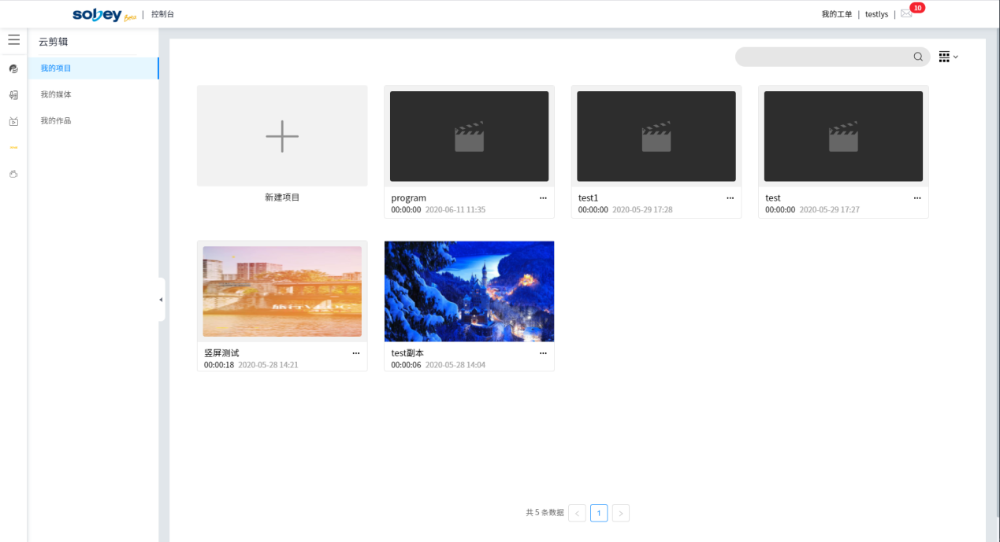 sobey Beta | 控制台
我的工单 | testlys | 10
云剪辑
我的项目
我的媒体
我的作品
新建项目
program ···
00:00:00 2020-06-11 11:35
test1 ···
00:00:00 2020-05-29 17:28
test ···
00:00:00 2020-05-29 17:27
竖屏测试 ···
00:00:18 2020-05-28 14:21
test副本 ···
00:00:06 2020-05-28 14:04
共 5 条数据 < 1 >